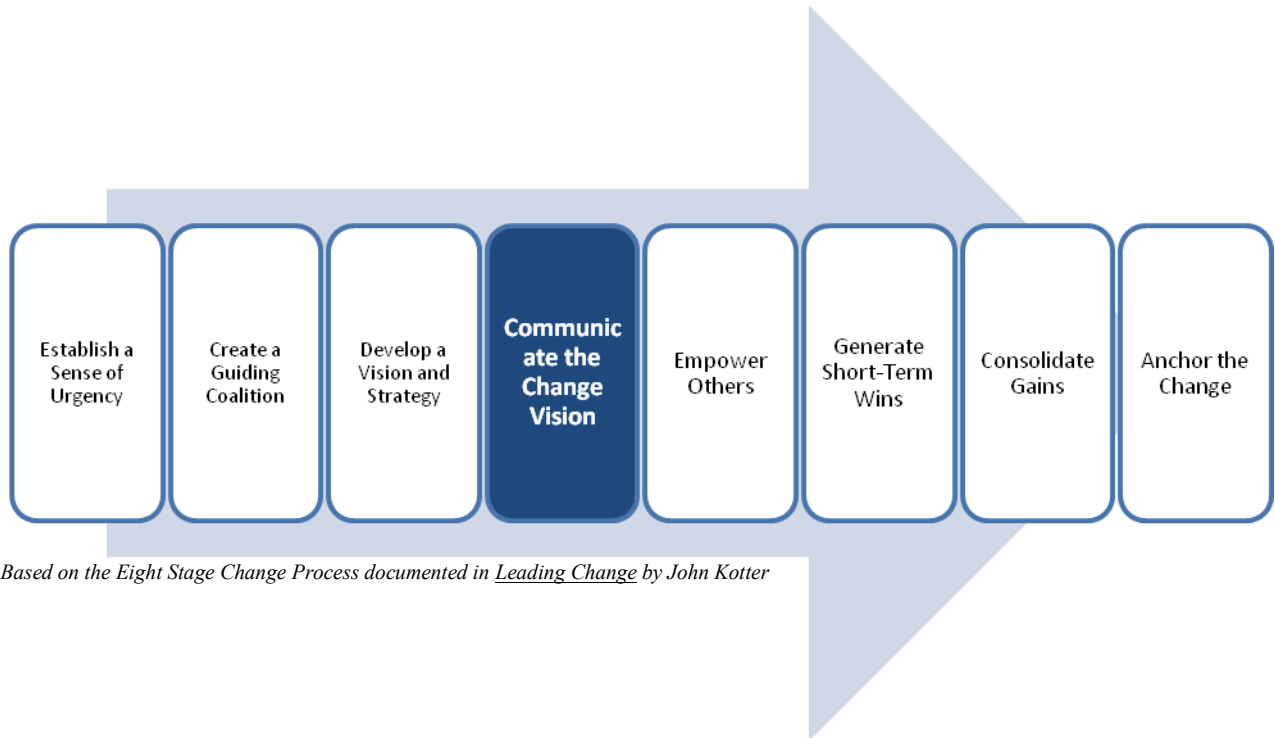 Establish a
Sense of
Urgency
Create a
Guiding
Coalition
Develop a
Vision and
Strategy
Communic
ate the
Change
Vision
Empower
Others
Generate
Short-Term
Wins
Consolidate
Gains
Anchor the
Change
Based on the Eight Stage Change Process documented in Leading Change by John Kotter